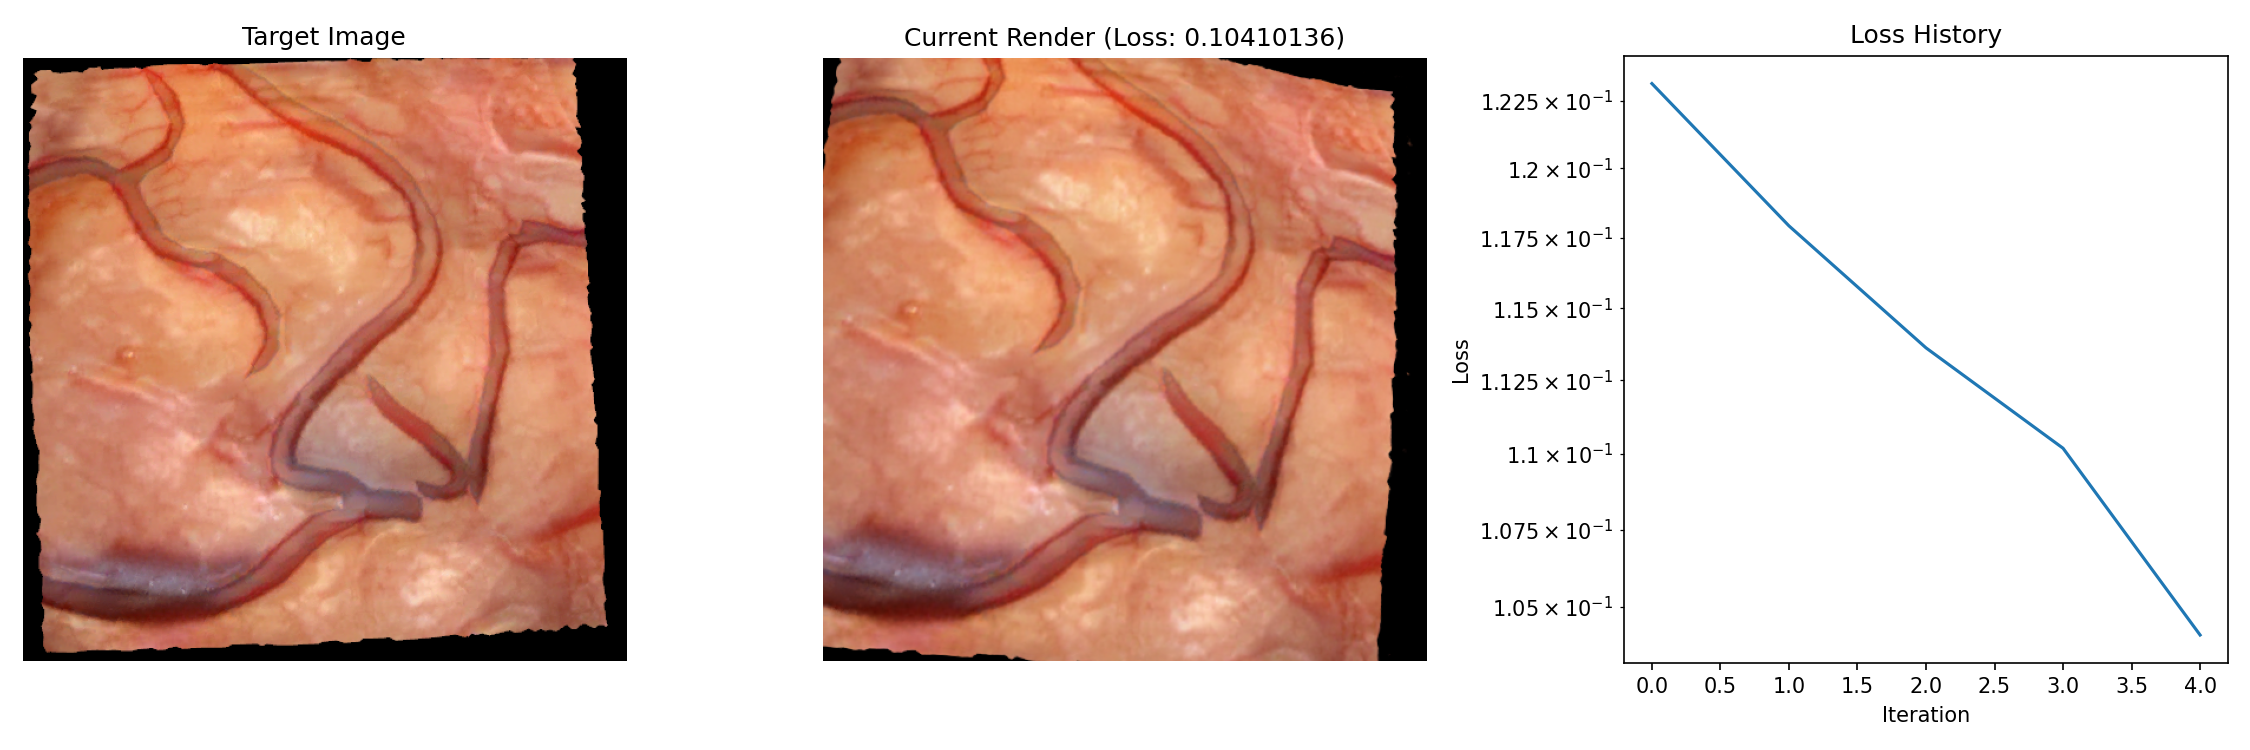 Target Image
Current Render (Loss: 0.10410136)
Loss History
1.225 × 10⁻¹
1.2 × 10⁻¹
1.175 × 10⁻¹
1.15 × 10⁻¹
1.125 × 10⁻¹
1.1 × 10⁻¹
1.075 × 10⁻¹
1.05 × 10⁻¹
Loss
0.0 0.5 1.0 1.5 2.0 2.5 3.0 3.5 4.0
Iteration